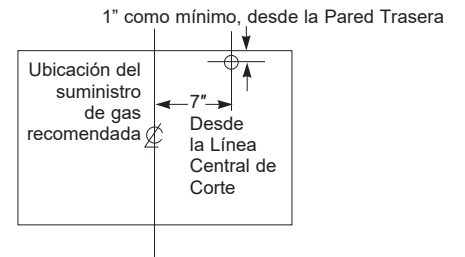 1” como mínimo, desde la Pared Trasera
Ubicación del
suministro
de gas
recomendada
7″
Desde
la Línea
Central de
Corte